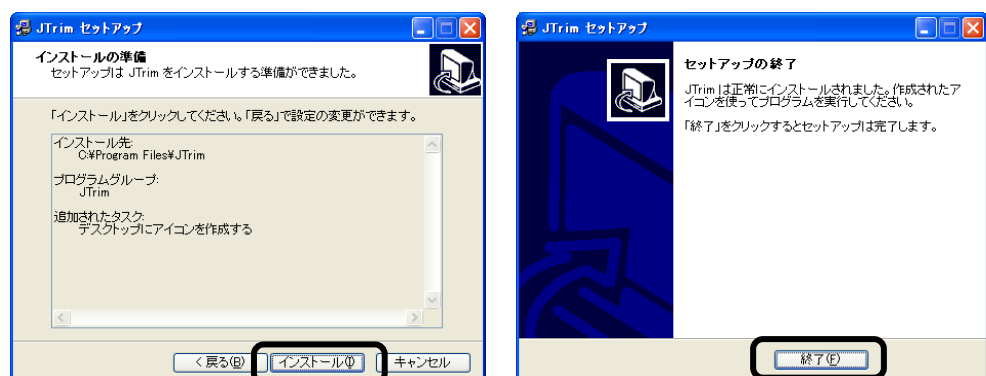 JTrim セットアップ
インストールの準備
セットアップは JTrim をインストールする準備ができました。
「インストール」をクリックしてください。「戻る」で設定の変更ができます。
インストール先:
C:¥Program Files¥JTrim
プログラムグループ:
JTrim
追加されたタスク:
デスクトップにアイコンを作成する
< 戻る(B)
インストール(I)
キャンセル
JTrim セットアップ
セットアップの終了
JTrim は正常にインストールされました。作成されたア
イコンを使ってプログラムを実行してください。
「終了」をクリックするとセットアップは完了します。
終了(F)